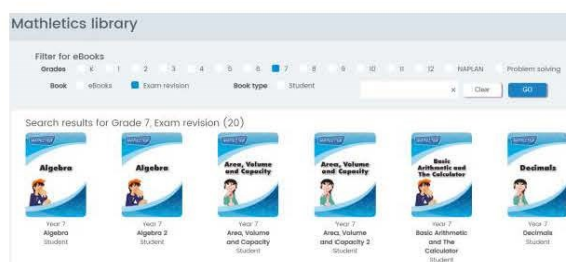 Mathletics library
Filter for eBooks
Grades K 1 2 3 4 5 6 7 8 9 10 11 12 NAPLAN Problem solving
Book eBooks Exam revision Book type Student x Clear GO
Search results for Grade 7, Exam revision (20)
Algebra
Algebra
Area, Volume and Capacity
Area, Volume and Capacity
Basic Arithmetic and The Calculator
Decimals
Year 7 Algebra Student
Year 7 Algebra 2 Student
Year 7 Area, Volume and Capacity Student
Year 7 Area, Volume and Capacity 2 Student
Year 7 Basic Arithmetic and The Calculator Student
Year 7 Decimals Student